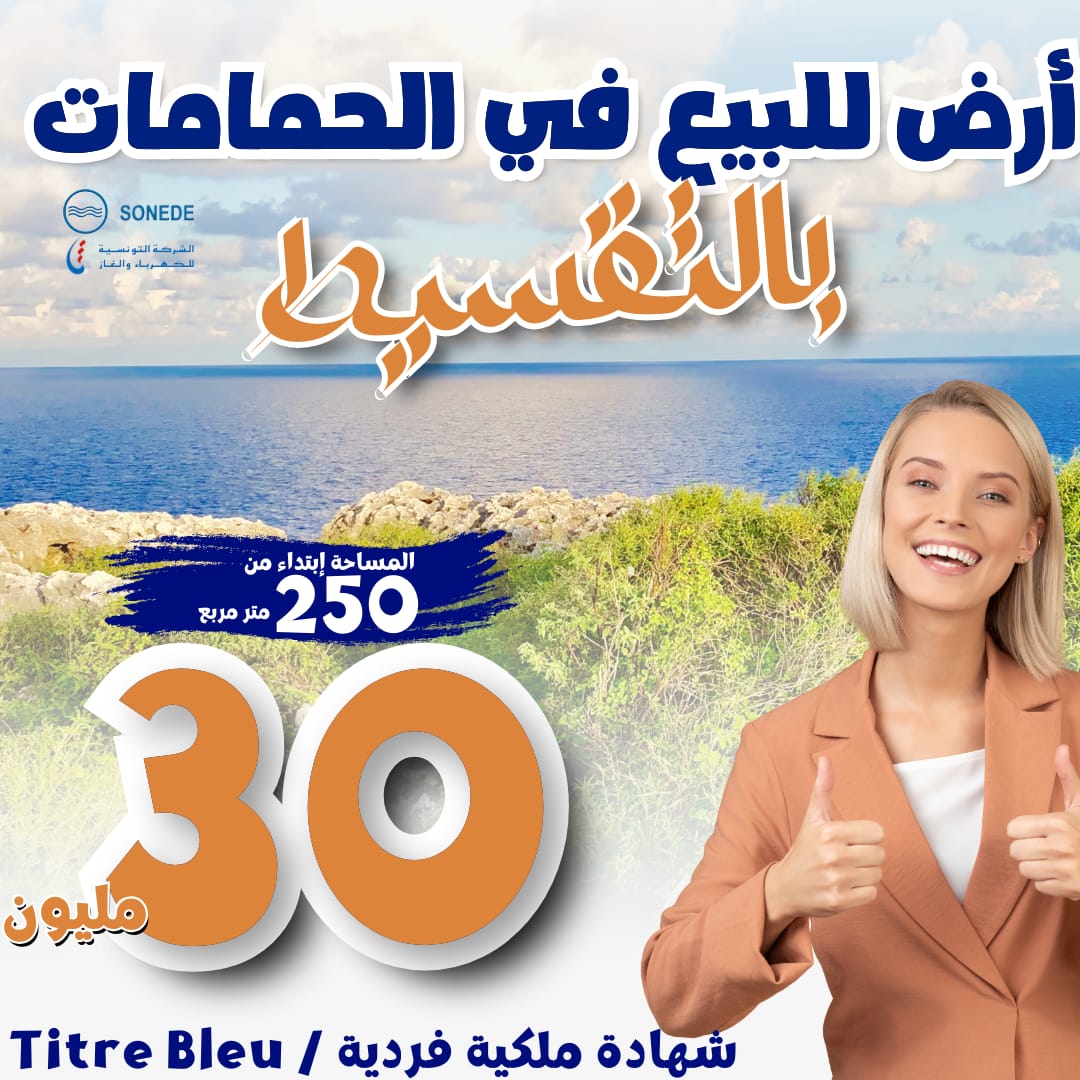 أرض للبيع في الحمامات
بالتقسيط
SONEDE
الشركة التونسية
للكهرباء والغاز
المساحة إبتداء من
250 متر مربع
30
مليون
شهادة ملكية فردية / Titre Bleu